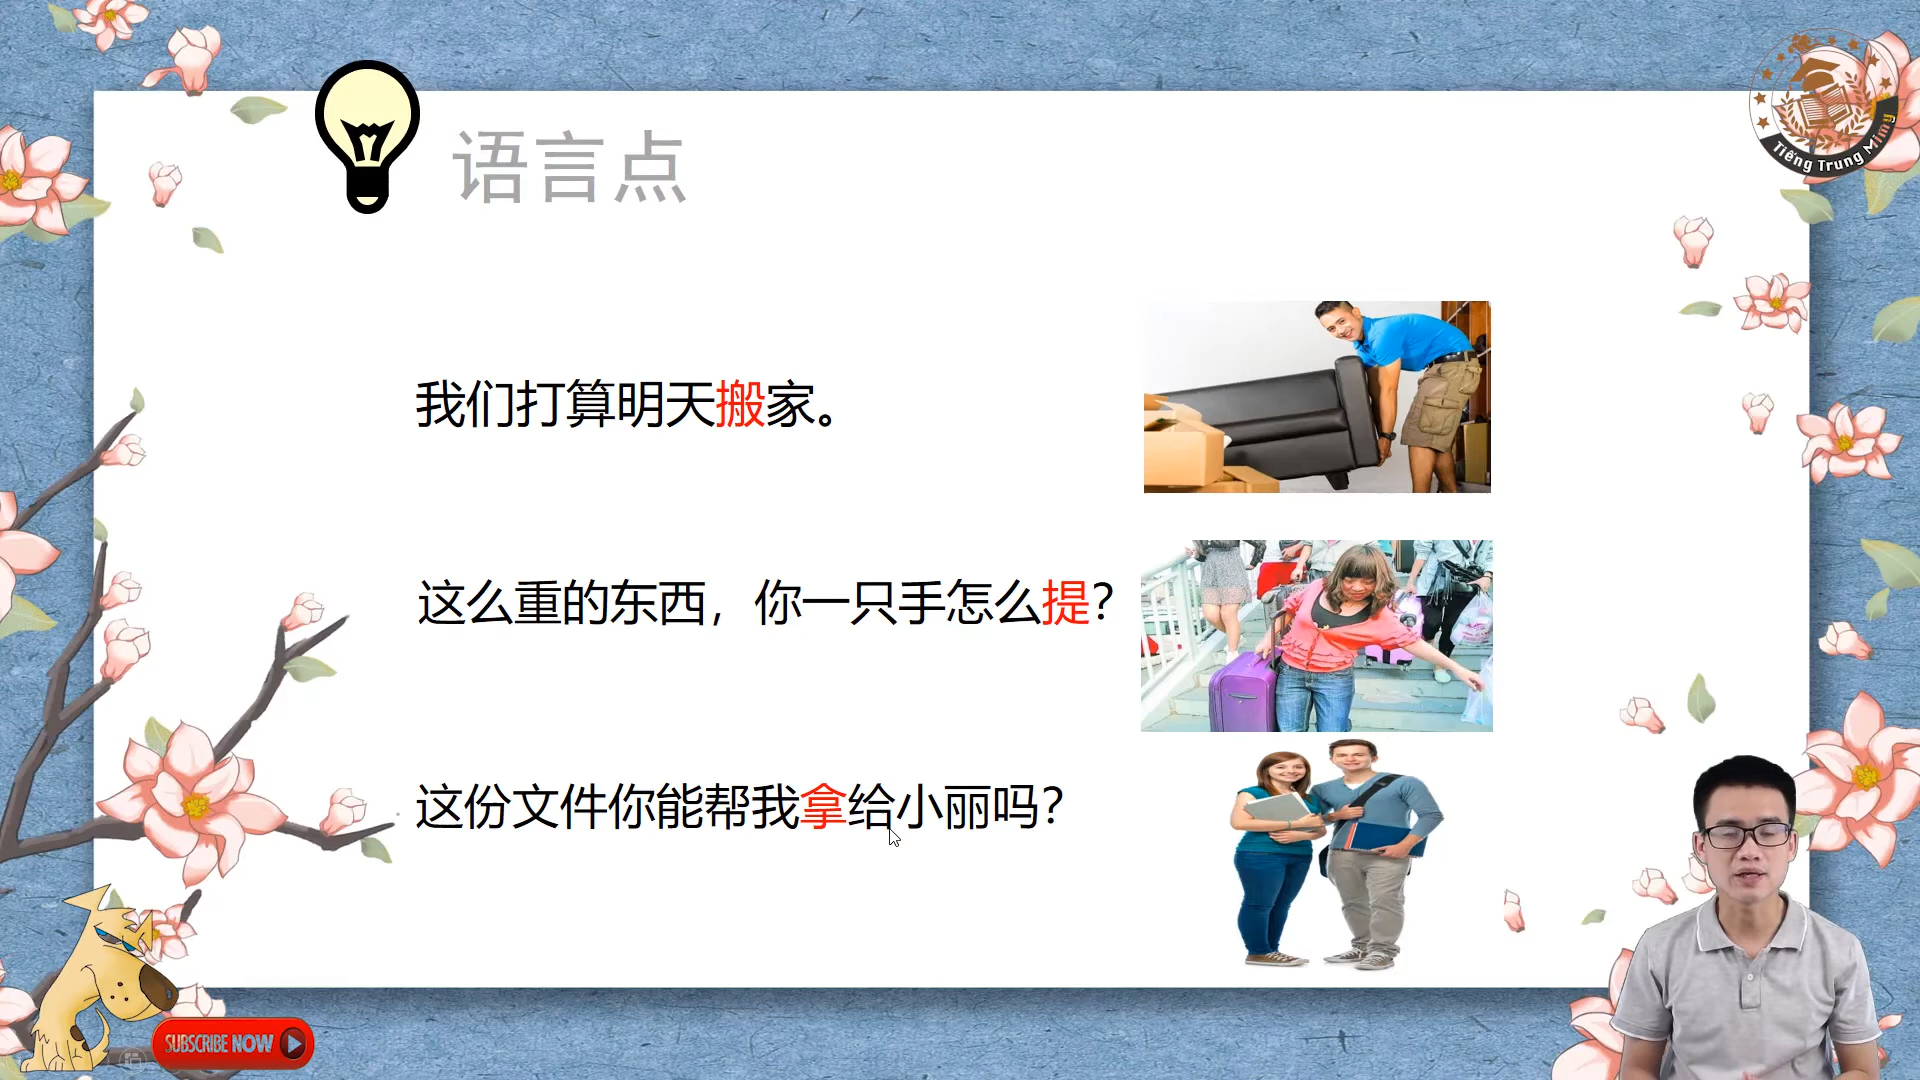 语言点
Tiếng Trung Ming
我们打算明天搬家。
这么重的东西，你一只手怎么提？
这份文件你能帮我拿给小丽吗？
SUBSCRIBE NOW